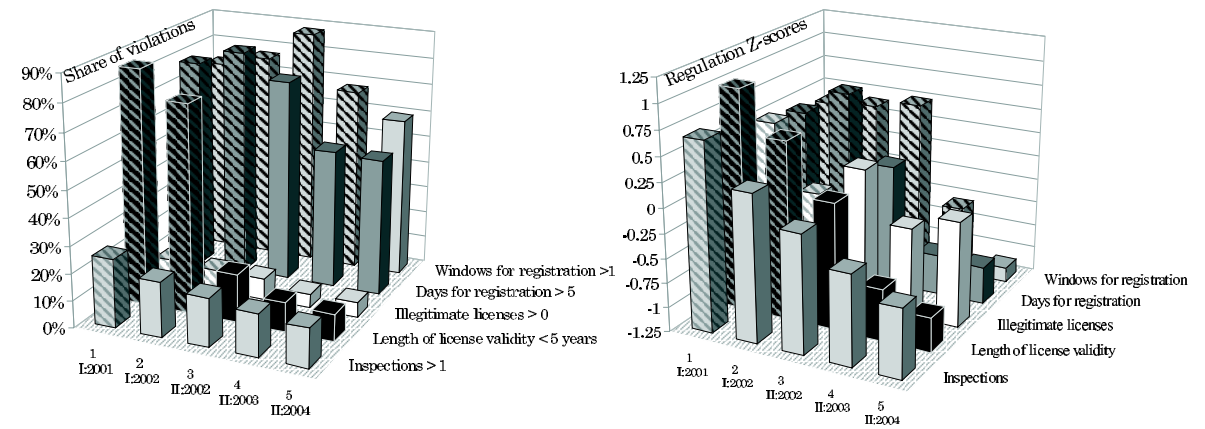 Share of violations
90%
80%
70%
60%
50%
40%
30%
20%
10%
0%
1
I:2001
2
I:2002
3
II:2002
4
II:2003
5
II:2004
Windows for registration >1
Days for registration > 5
Illegitimate licenses > 0
Length of license validity < 5 years
Inspections > 1
Regulation Z-scores
1.25
1
0.75
0.5
0.25
0
-0.25
-0.5
-0.75
-1
-1.25
1
I:2001
2
I:2002
3
II:2002
4
II:2003
5
II:2004
Windows for registration
Days for registration
Illegitimate licenses
Length of license validity
Inspections